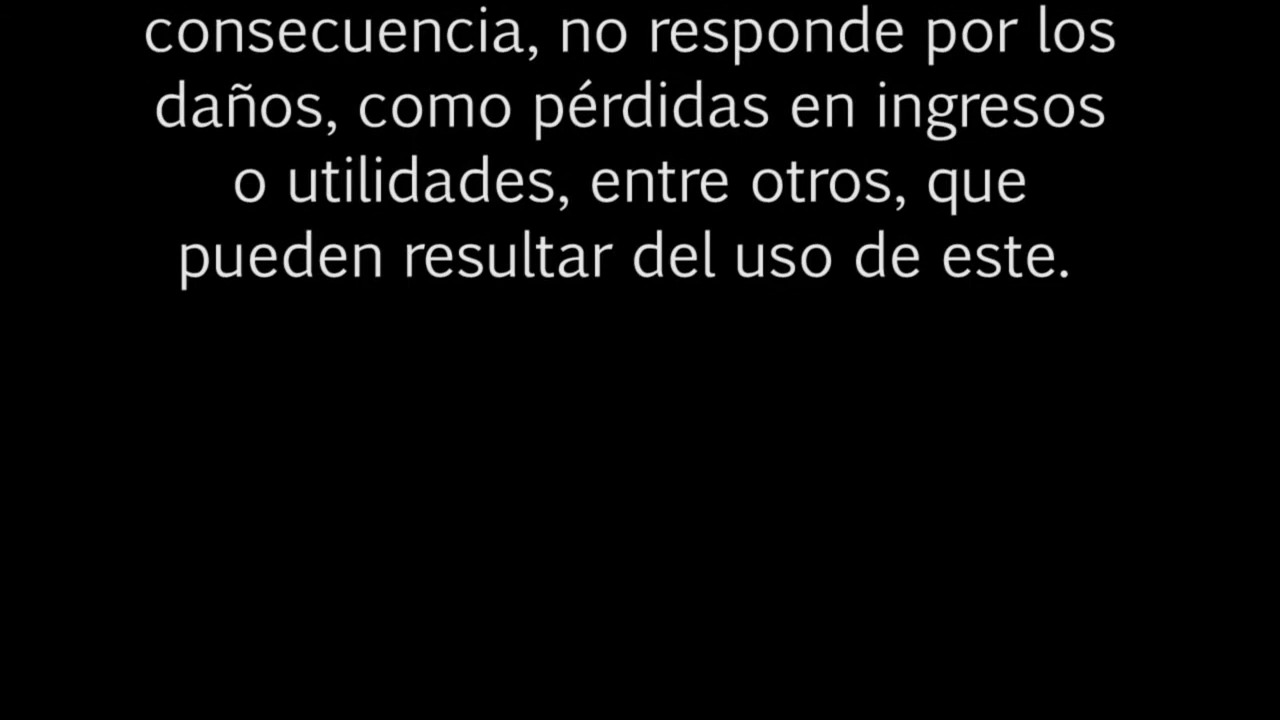 consecuencia, no responde por los
daños, como pérdidas en ingresos
o utilidades, entre otros, que
pueden resultar del uso de este.